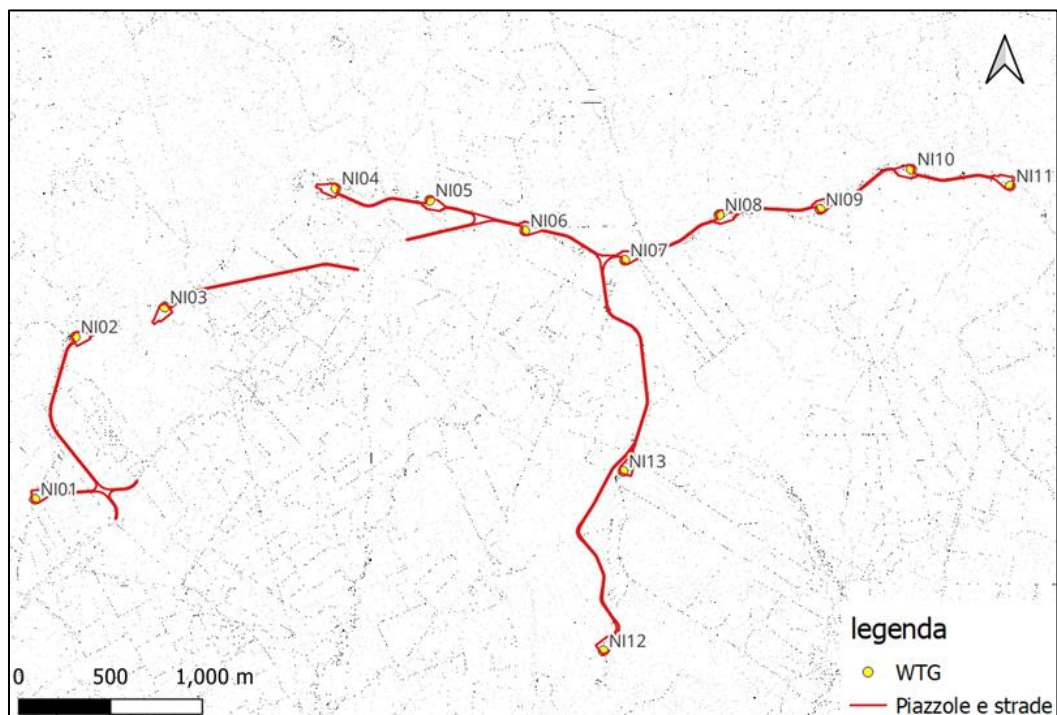 NI10
NI11
NI04
NI05
NI09
NI08
NI06
NI07
NI03
NI02
NI13
NI01
NI12
legenda
WTG
Piazzole e strade
0 500 1,000 m